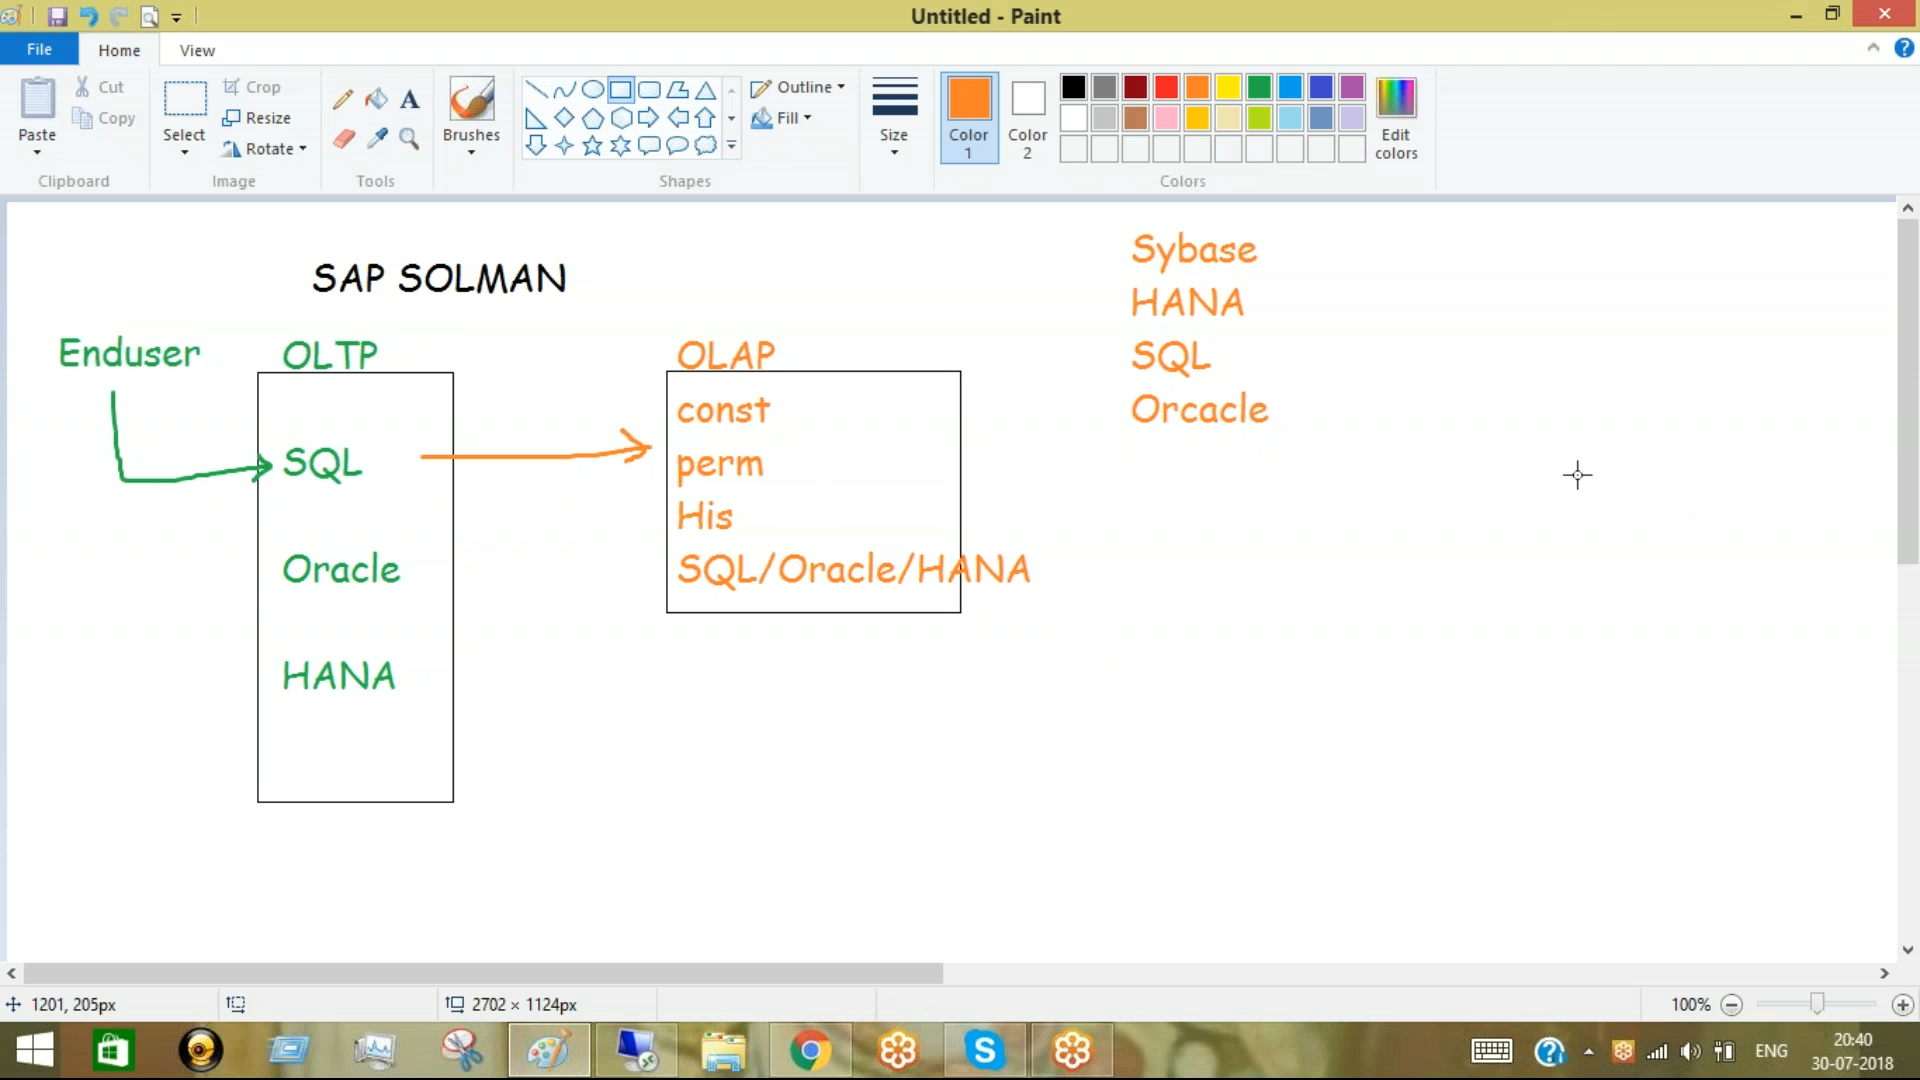 Untitled - Paint
File Home View
Paste
Cut
Copy
Clipboard
Select
Crop
Resize
Rotate
Image
A
Tools
Brushes
Shapes
Outline
Fill
Size
Color 1
Color 2
Edit colors
Colors
SAP SOLMAN
Enduser
OLTP
SQL
Oracle
HANA
OLAP
const
perm
His
SQL/Oracle/HANA
Sybase
HANA
SQL
Orcacle
1201, 205px
2702 × 1124px
100%
ENG
20:40
30-07-2018